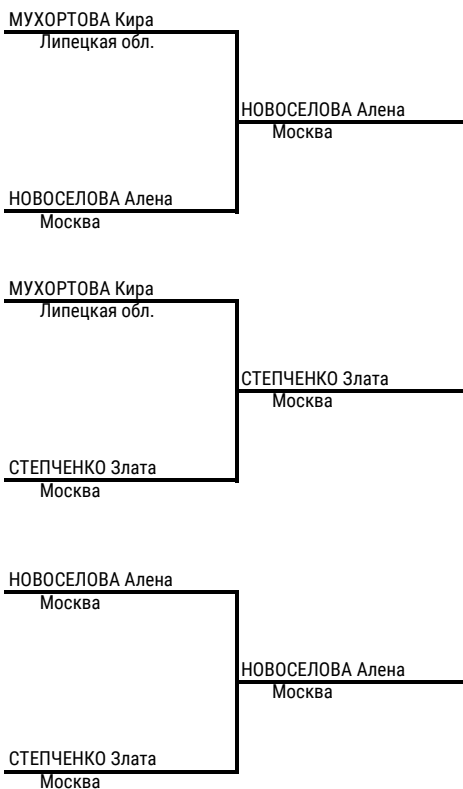 МУХОРТОВА Кира
Липецкая обл.
НОВОСЕЛОВА Алена
Москва
НОВОСЕЛОВА Алена
Москва
МУХОРТОВА Кира
Липецкая обл.
СТЕПЧЕНКО Злата
Москва
СТЕПЧЕНКО Злата
Москва
НОВОСЕЛОВА Алена
Москва
НОВОСЕЛОВА Алена
Москва
СТЕПЧЕНКО Злата
Москва